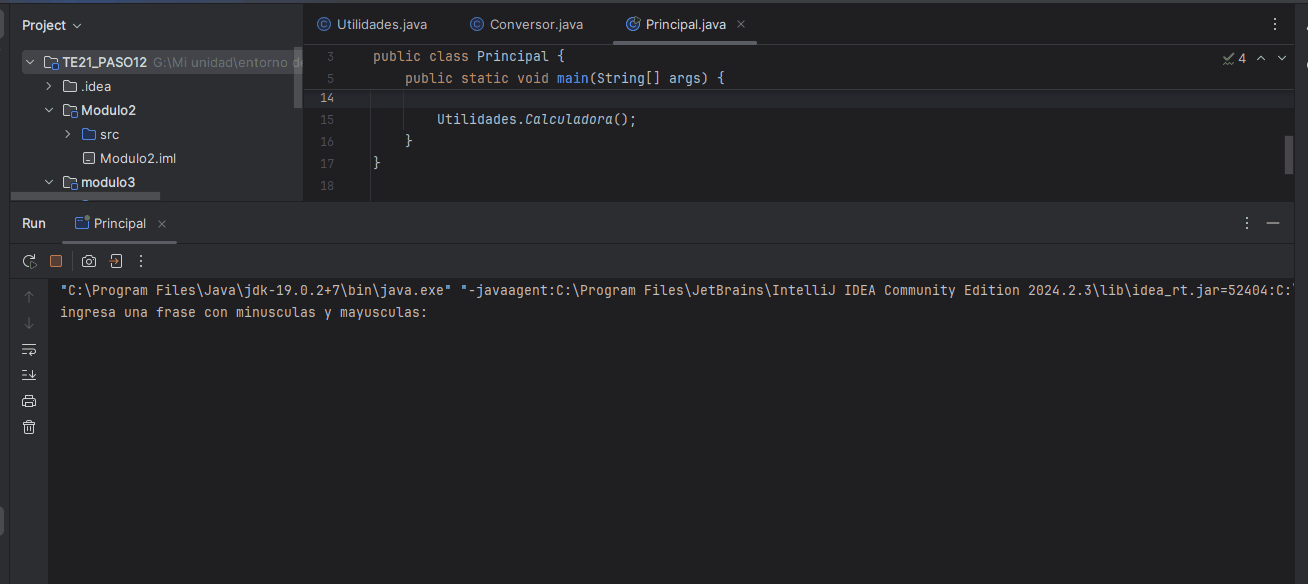 Project
Utilidades.java
Conversor.java
Principal.java
TE21_PASO12 G:\Mi unidad\entorno de
.idea
Modulo2
src
Modulo2.iml
modulo3
4
3 public class Principal {
5 public static void main(String[] args) {
14
15 Utilidades.Calculadora();
16 }
17 }
18
Run
Principal
"C:\Program Files\Java\jdk-19.0.2+7\bin\java.exe" "-javaagent:C:\Program Files\JetBrains\IntelliJ IDEA Community Edition 2024.2.3\lib\idea_rt.jar=52404:C:\
ingresa una frase con minusculas y mayusculas: